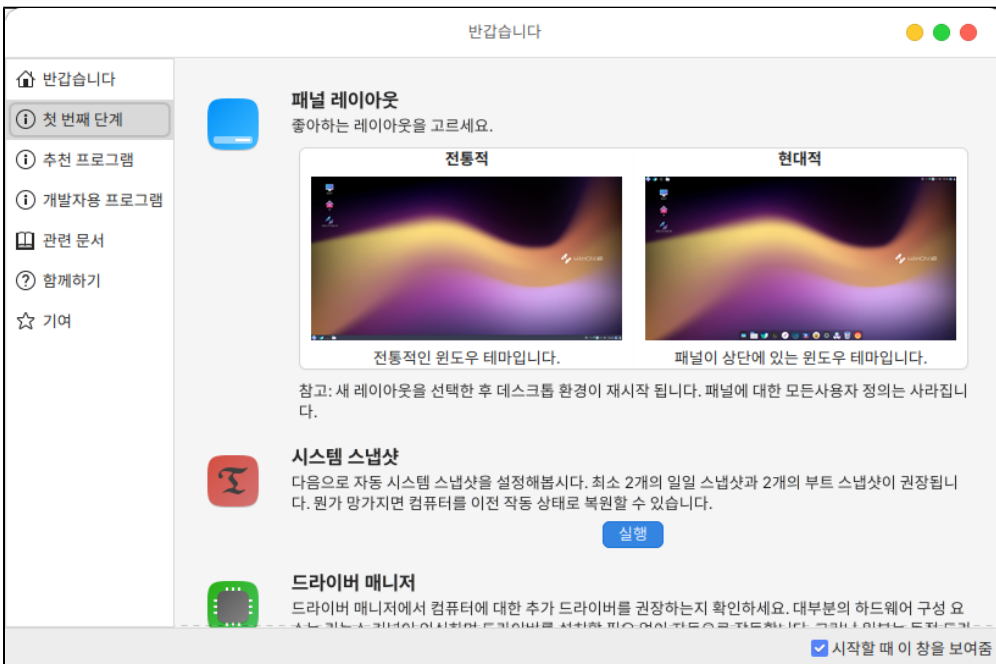 반갑습니다
반갑습니다
첫 번째 단계
추천 프로그램
개발자용 프로그램
관련 문서
함께하기
기여
패널 레이아웃
좋아하는 레이아웃을 고르세요.
전통적
현대적
전통적인 윈도우 테마입니다.
패널이 상단에 있는 윈도우 테마입니다.
참고: 새 레이아웃을 선택한 후 데스크톱 환경이 재시작 됩니다. 패널에 대한 모든사용자 정의는 사라집니
다.
시스템 스냅샷
다음으로 자동 시스템 스냅샷을 설정해봅시다. 최소 2개의 일일 스냅샷과 2개의 부트 스냅샷이 권장됩니
다. 뭔가 망가지면 컴퓨터를 이전 작동 상태로 복원할 수 있습니다.
실행
드라이버 매니저
드라이버 매니저에서 컴퓨터에 대한 추가 드라이버를 권장하는지 확인하세요. 대부분의 하드웨어 구성 요
시작할 때 이 창을 보여줌